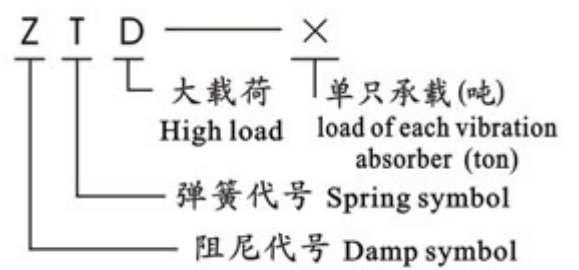 Z T D — ×
大载荷
High load
单只承载(吨)
load of each vibration
absorber (ton)
弹簧代号 Spring symbol
阻尼代号 Damp symbol